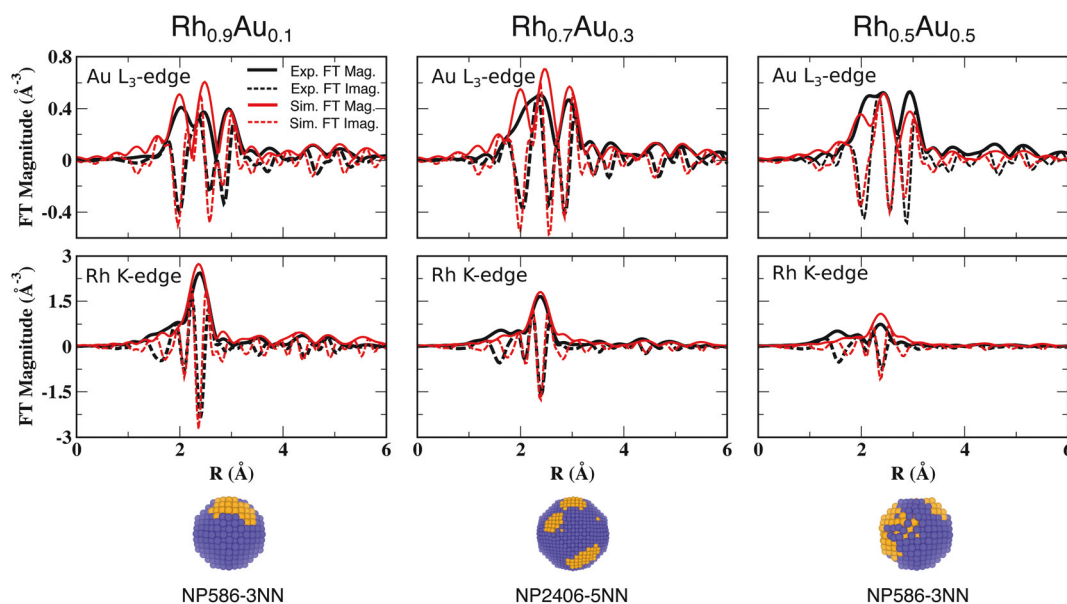 Rh0.9Au0.1
Rh0.7Au0.3
Rh0.5Au0.5
FT Magnitude (Å-3)
0.8
0.4
0
-0.4
Au L3-edge
Exp. FT Mag.
Exp. FT Imag.
Sim. FT Mag.
Sim. FT Imag.
Au L3-edge
Au L3-edge
FT Magnitude (Å-3)
3
1.5
0
-1.5
-3
Rh K-edge
Rh K-edge
Rh K-edge
0 2 4 6
0 2 4 6
0 2 4 6
R (Å)
R (Å)
R (Å)
NP586-3NN
NP2406-5NN
NP586-3NN